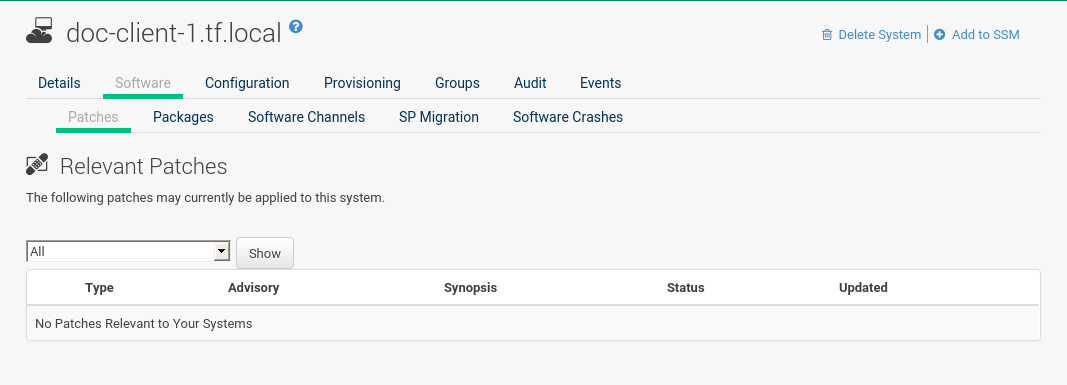 doc-client-1.tf.local ?
Delete System | Add to SSM
Details Software Configuration Provisioning Groups Audit Events
Patches Packages Software Channels SP Migration Software Crashes
Relevant Patches
The following patches may currently be applied to this system.
All Show
Type Advisory Synopsis Status Updated
No Patches Relevant to Your Systems